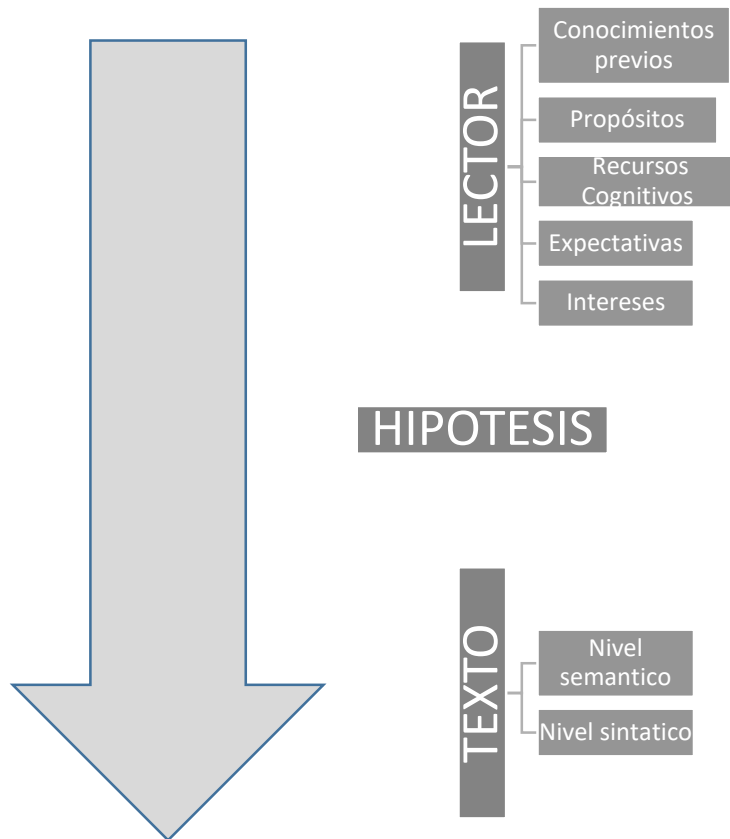 LECTOR
Conocimientos
previos
Propósitos
Recursos
Cognitivos
Expectativas
Intereses
HIPOTESIS
TEXTO
Nivel
semantico
Nivel sintatico